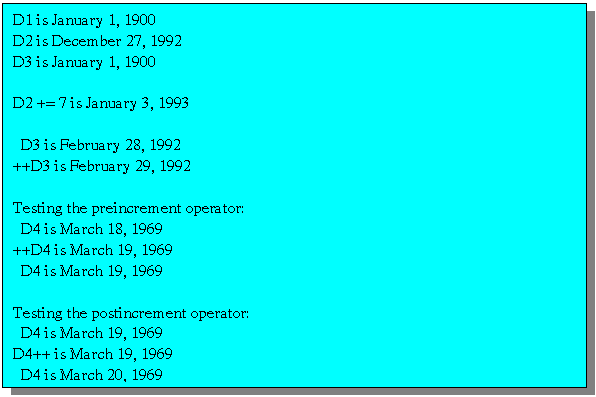 D1 is January 1, 1900
D2 is December 27, 1992
D3 is January 1, 1900
D2 += 7 is January 3, 1993
D3 is February 28, 1992
++D3 is February 29, 1992
Testing the preincrement operator:
D4 is March 18, 1969
++D4 is March 19, 1969
D4 is March 19, 1969
Testing the postincrement operator:
D4 is March 19, 1969
D4++ is March 19, 1969
D4 is March 20, 1969